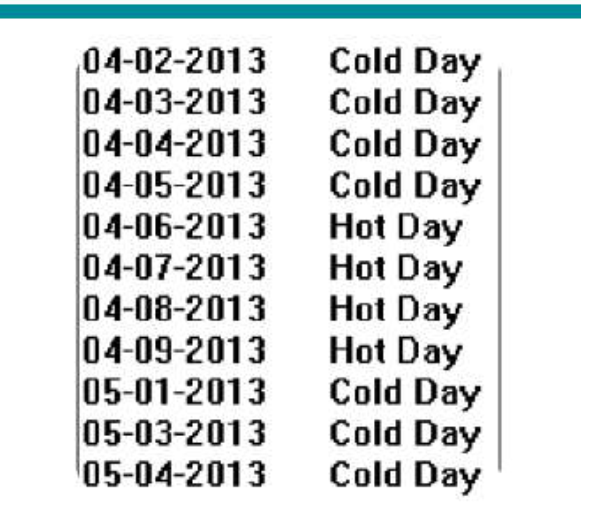 04-02-2013 Cold Day
04-03-2013 Cold Day
04-04-2013 Cold Day
04-05-2013 Cold Day
04-06-2013 Hot Day
04-07-2013 Hot Day
04-08-2013 Hot Day
04-09-2013 Hot Day
05-01-2013 Cold Day
05-03-2013 Cold Day
05-04-2013 Cold Day